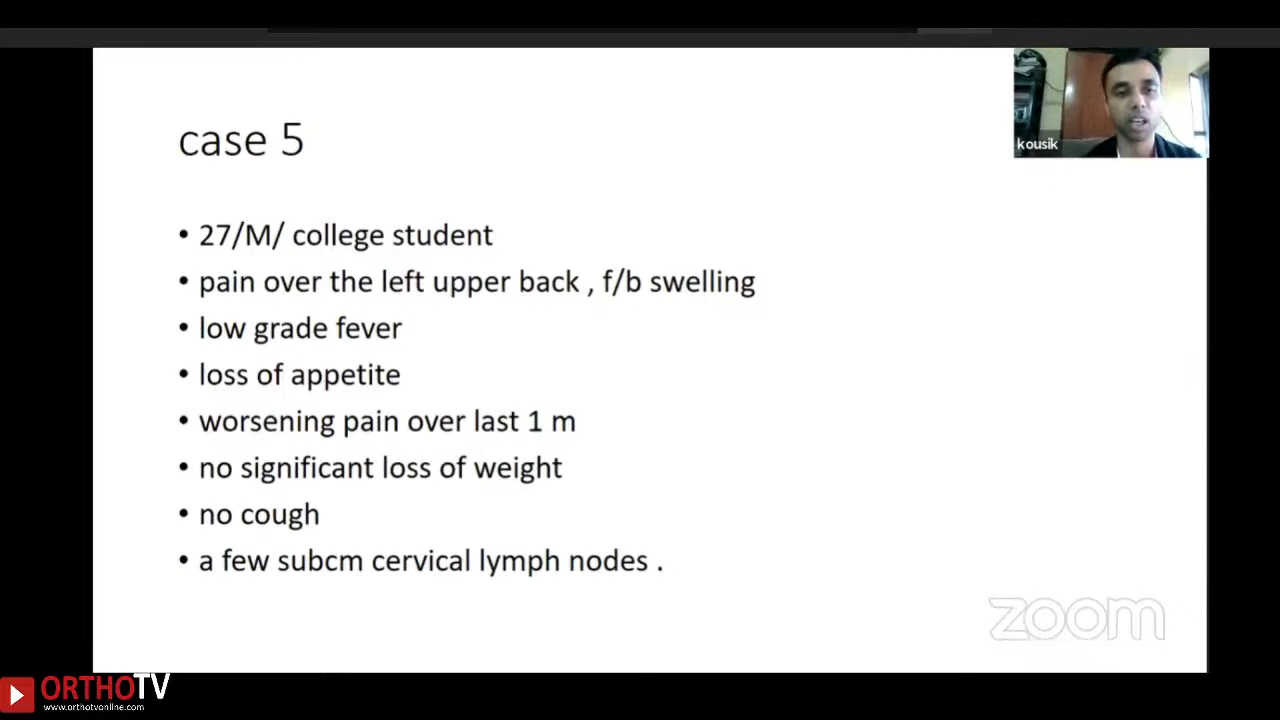 case 5
kousik
• 27/M/ college student
• pain over the left upper back , f/b swelling
• low grade fever
• loss of appetite
• worsening pain over last 1 m
• no significant loss of weight
• no cough
• a few subcm cervical lymph nodes .
zoom
ORTHOTV
www.orthotvonline.com